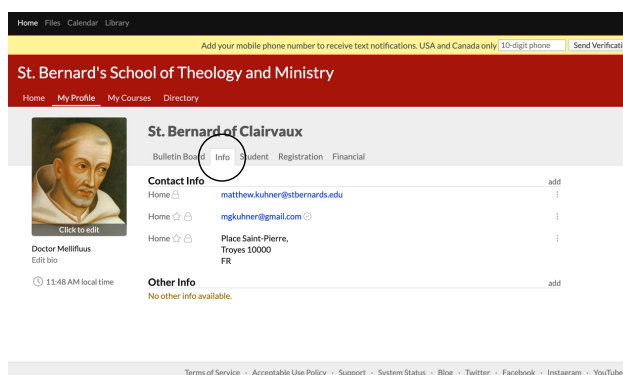 Home Files Calendar Library
Add your mobile phone number to receive text notifications. USA and Canada only 10-digit phone Send Verificati
St. Bernard's School of Theology and Ministry
Home My Profile My Courses Directory
St. Bernard of Clairvaux
Bulletin Board Info Student Registration Financial
Contact Info add
Home matthew.kuhner@stbernards.edu
Home mgkuhner@gmail.com
Home Place Saint-Pierre,
Troyes 10000
FR
Click to edit
Doctor Mellifluus
Edit bio
11:48 AM local time
Other Info add
No other info available.
Terms of Service · Acceptable Use Policy · Support · System Status · Blog · Twitter · Facebook · Instagram · YouTube